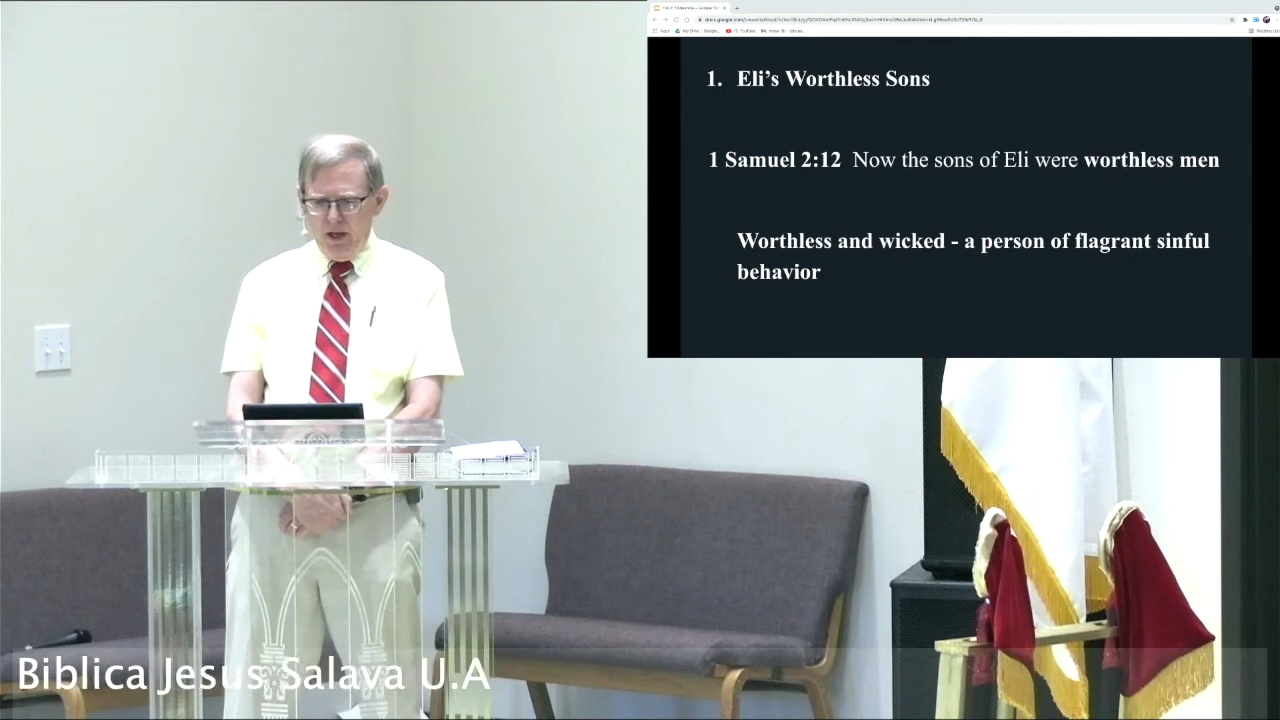 1. Eli's Worthless Sons
1 Samuel 2:12 Now the sons of Eli were worthless men
Worthless and wicked - a person of flagrant sinful
behavior
Biblica Jesus Salava U.A